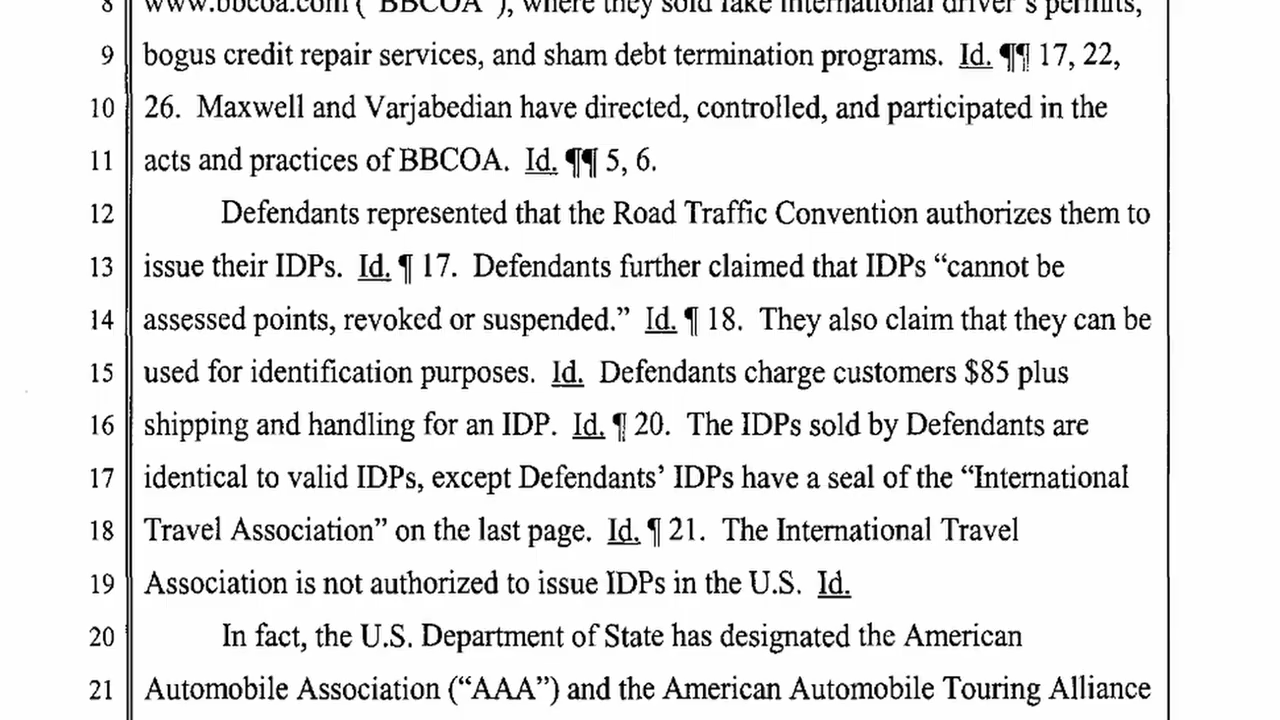 8 www.bbcoa.com ("BBCOA"), where they sold fake international driver's permits,
9 bogus credit repair services, and sham debt termination programs. Id. ¶¶ 17, 22,
10 26. Maxwell and Varjabedian have directed, controlled, and participated in the
11 acts and practices of BBCOA. Id. ¶¶ 5, 6.
12 Defendants represented that the Road Traffic Convention authorizes them to
13 issue their IDPs. Id. ¶ 17. Defendants further claimed that IDPs “cannot be
14 assessed points, revoked or suspended.” Id. ¶ 18. They also claim that they can be
15 used for identification purposes. Id. Defendants charge customers $85 plus
16 shipping and handling for an IDP. Id. ¶ 20. The IDPs sold by Defendants are
17 identical to valid IDPs, except Defendants’ IDPs have a seal of the “International
18 Travel Association” on the last page. Id. ¶ 21. The International Travel
19 Association is not authorized to issue IDPs in the U.S. Id.
20 In fact, the U.S. Department of State has designated the American
21 Automobile Association (“AAA”) and the American Automobile Touring Alliance